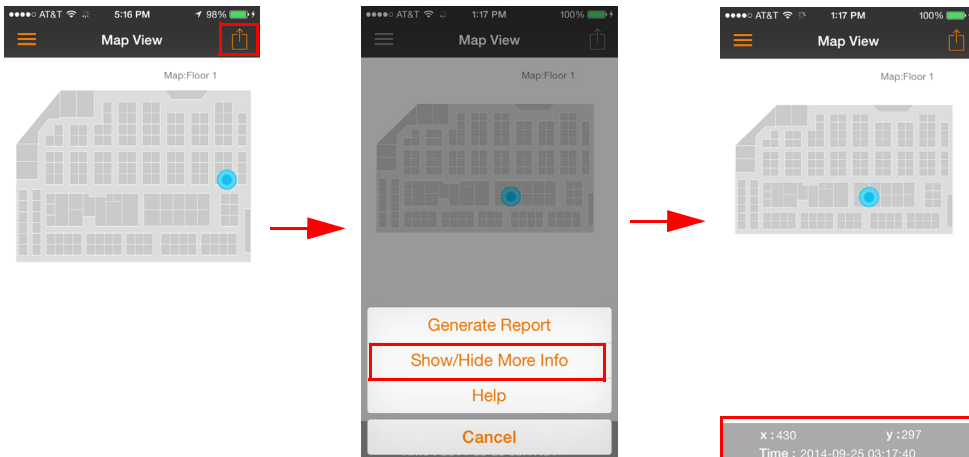 AT&T 5:16 PM 98%
Map View
Map:Floor 1
AT&T 1:17 PM 100%
Map View
Map:Floor 1
Generate Report
Show/Hide More Info
Help
Cancel
AT&T 1:17 PM 100%
Map View
Map:Floor 1
x : 430 y : 297
Time : 2014-09-25 03:17:40